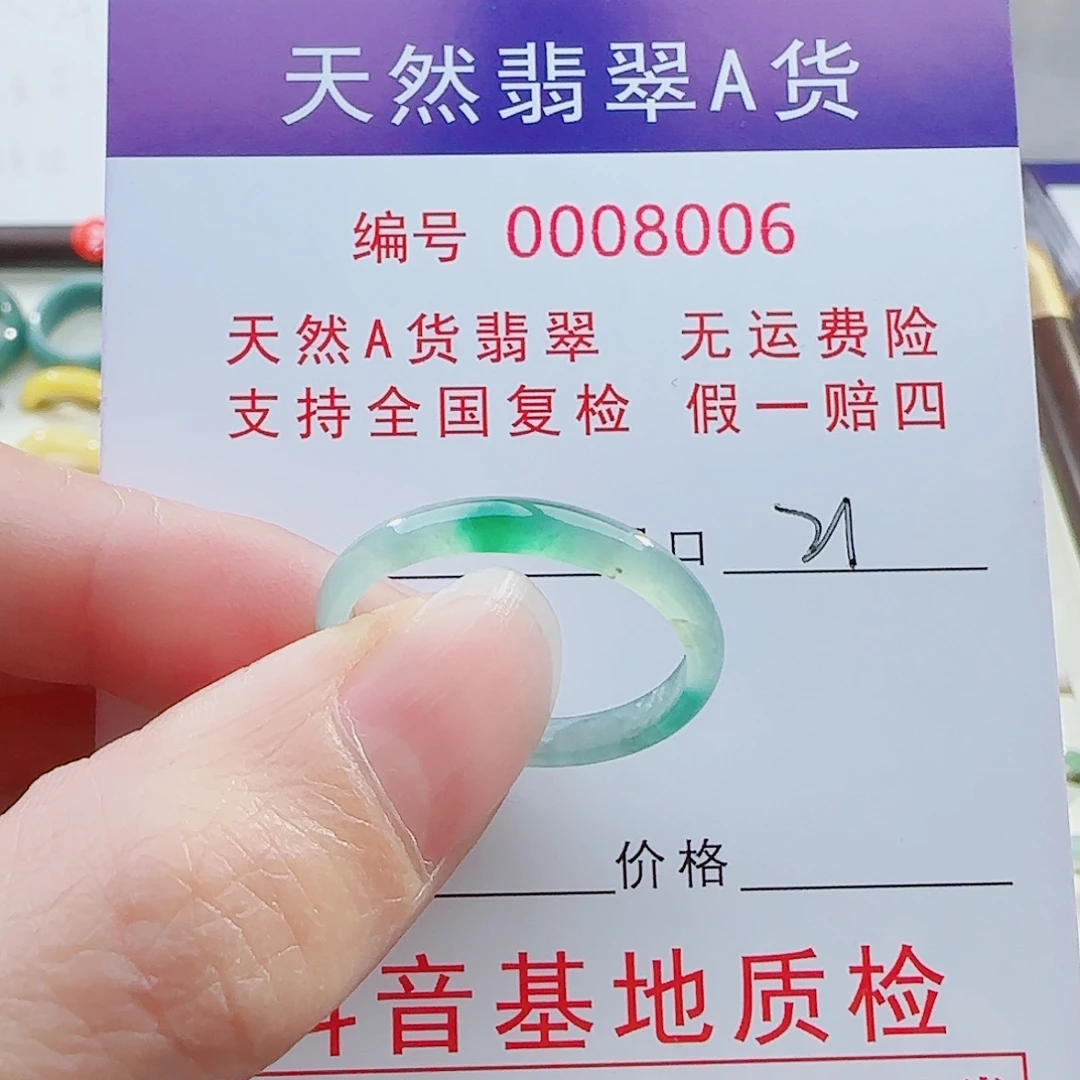 天然翡翠A货
编号 0008006
天然A货翡翠 无运费险
支持全国复检 假一赔四
口 21
价格
音基地质检